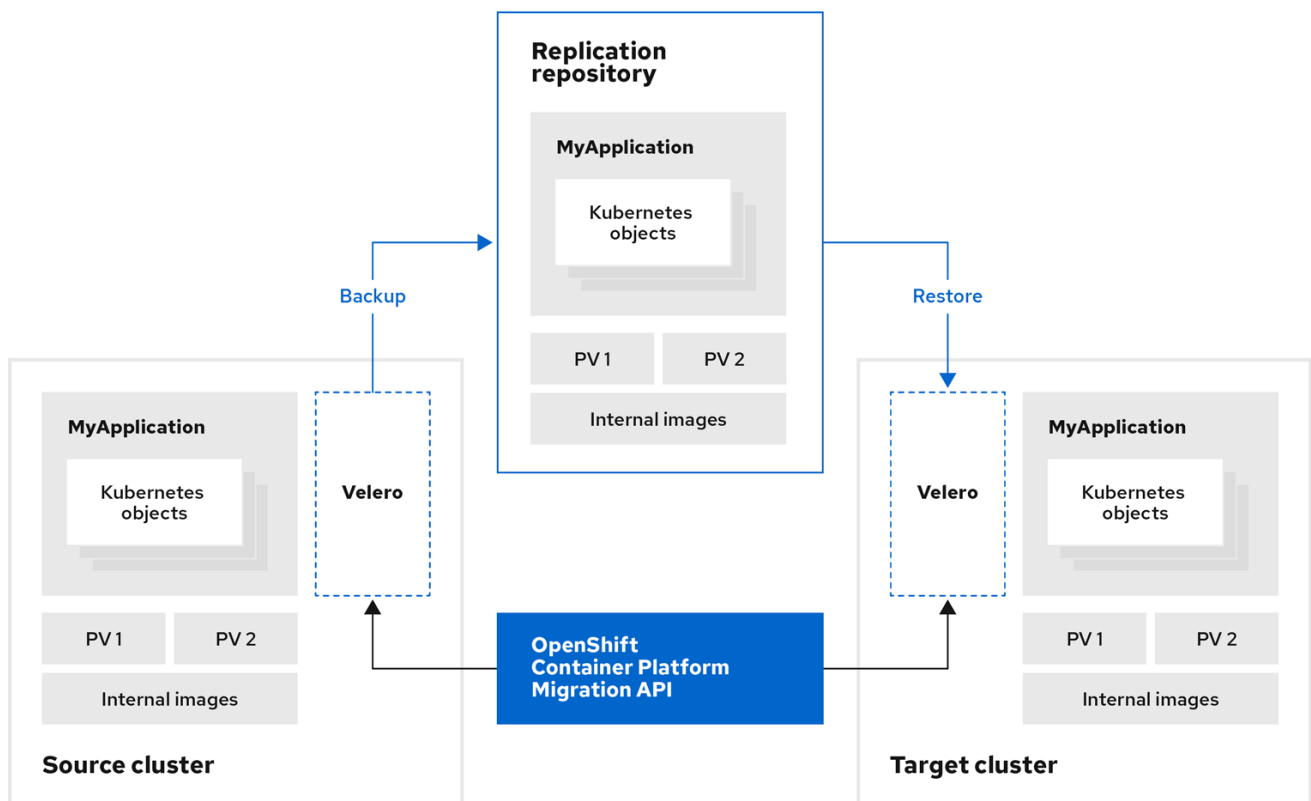 Replication
repository
MyApplication
Kubernetes
objects
PV 1
PV 2
Internal images
Backup
Restore
MyApplication
Kubernetes
objects
Velero
PV 1
PV 2
Internal images
Source cluster
OpenShift
Container Platform
Migration API
Velero
MyApplication
Kubernetes
objects
PV 1
PV 2
Internal images
Target cluster